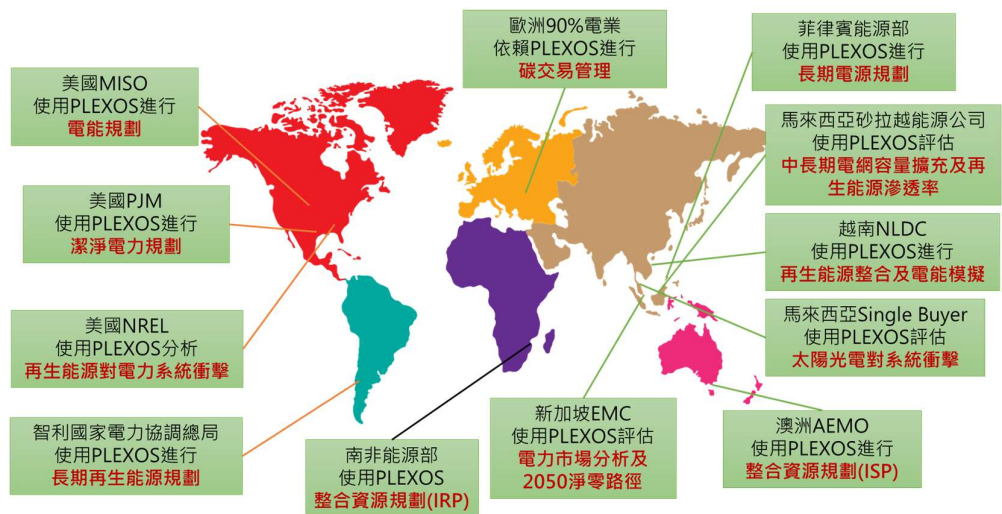 美國MISO
使用PLEXOS進行
電能規劃
美國PJM
使用PLEXOS進行
潔淨電力規劃
美國NREL
使用PLEXOS分析
再生能源對電力系統衝擊
智利國家電力協調總局
使用PLEXOS進行
長期再生能源規劃
歐洲90%電業
依賴PLEXOS進行
碳交易管理
南非能源部
使用PLEXOS
整合資源規劃(IRP)
新加坡EMC
使用PLEXOS評估
電力市場分析及
2050淨零路徑
菲律賓能源部
使用PLEXOS進行
長期電源規劃
馬來西亞砂拉越能源公司
使用PLEXOS評估
中長期電網容量擴充及再
生能源滲透率
越南NLDC
使用PLEXOS進行
再生能源整合及電能模擬
馬來西亞Single Buyer
使用PLEXOS評估
太陽光電對系統衝擊
澳洲AEMO
使用PLEXOS進行
整合資源規劃(ISP)